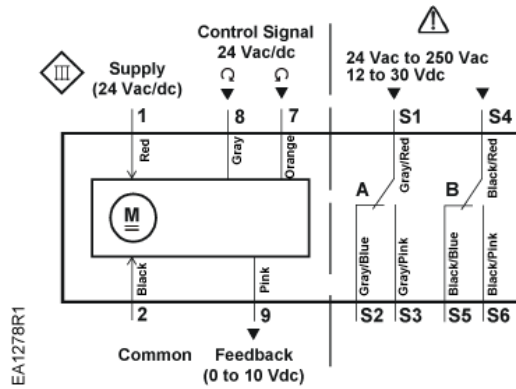 Control Signal
24 Vac/dc
III
Supply
(24 Vac/dc)
24 Vac to 250 Vac
12 to 30 Vdc
1
8
7
S1
S4
Red
Gray
Orange
Gray/Red
Black/Red
A
B
M
Black
Pink
Gray/Blue
Gray/Pink
Black/Blue
Black/Pink
2
9
S2
S3
S5
S6
Common
Feedback
(0 to 10 Vdc)
EA1278R1